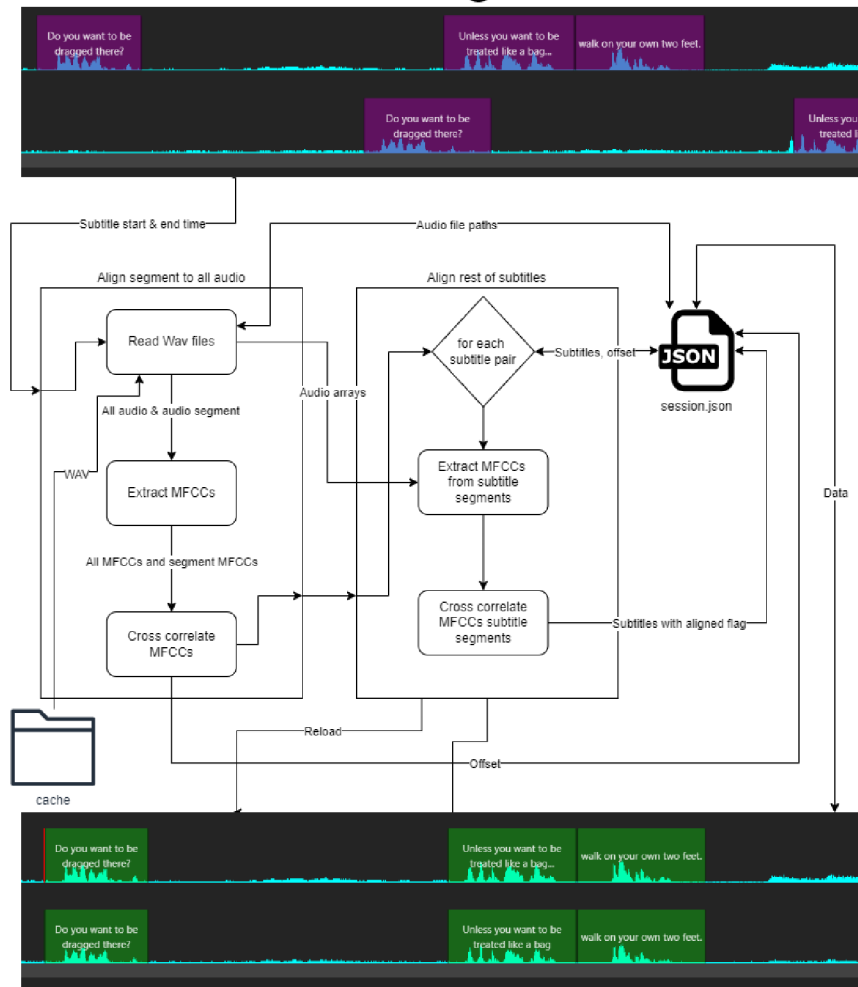 Do you want to be
dragged there?
Unless you want to be
treated like a bag...
walk on your own two feet.
Do you want to be
dragged there?
Unless you
treated li
Subtitle start & end time
Audio file paths
Align segment to all audio
Align rest of subtitles
Read Wav files
for each
subtitle pair
Subtitles, offset
JSON
session.json
Audio arrays
All audio & audio segment
WAV
Extract MFCCs
Extract MFCCs
from subtitle
segments
Data
All MFCCs and segment MFCCs
Cross correlate
MFCCs
Cross correlate
MFCCs subtitle
segments
Subtitles with aligned flag
Reload
Offset
cache
Do you want to be
dragged there?
Unless you want to be
treated like a bag...
walk on your own two feet.
Do you want to be
dragged there?
Unless you want to be
treated like a bag
walk on your own two feet.